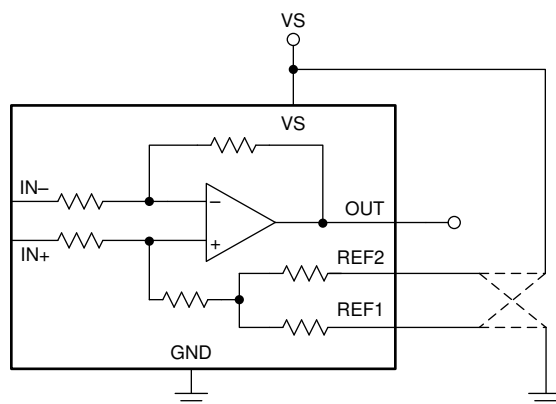 VS
VS
IN–
–
OUT
+
IN+
REF2
REF1
GND